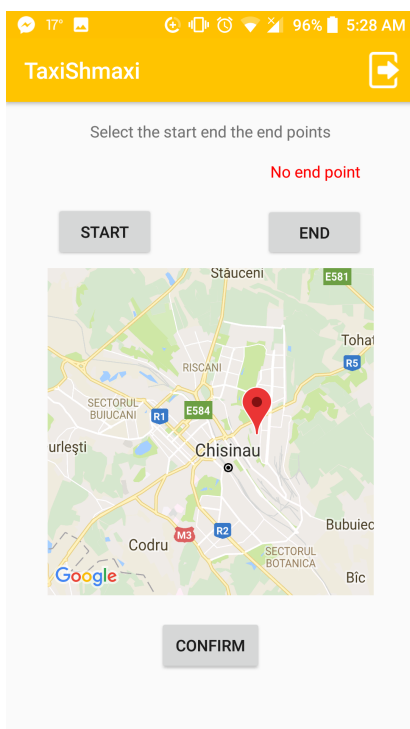 17° 96% 5:28 AM
TaxiShmaxi
Select the start end the end points
No end point
START END
Stăuceni
E581
Tohat
RISCANI
R5
SECTORUL
BUIUCANI
R1
E584
urlești
Chisinau
Bubuiec
M3
R2
Codru
SECTORUL
BOTANICA
Bîc
Google
CONFIRM